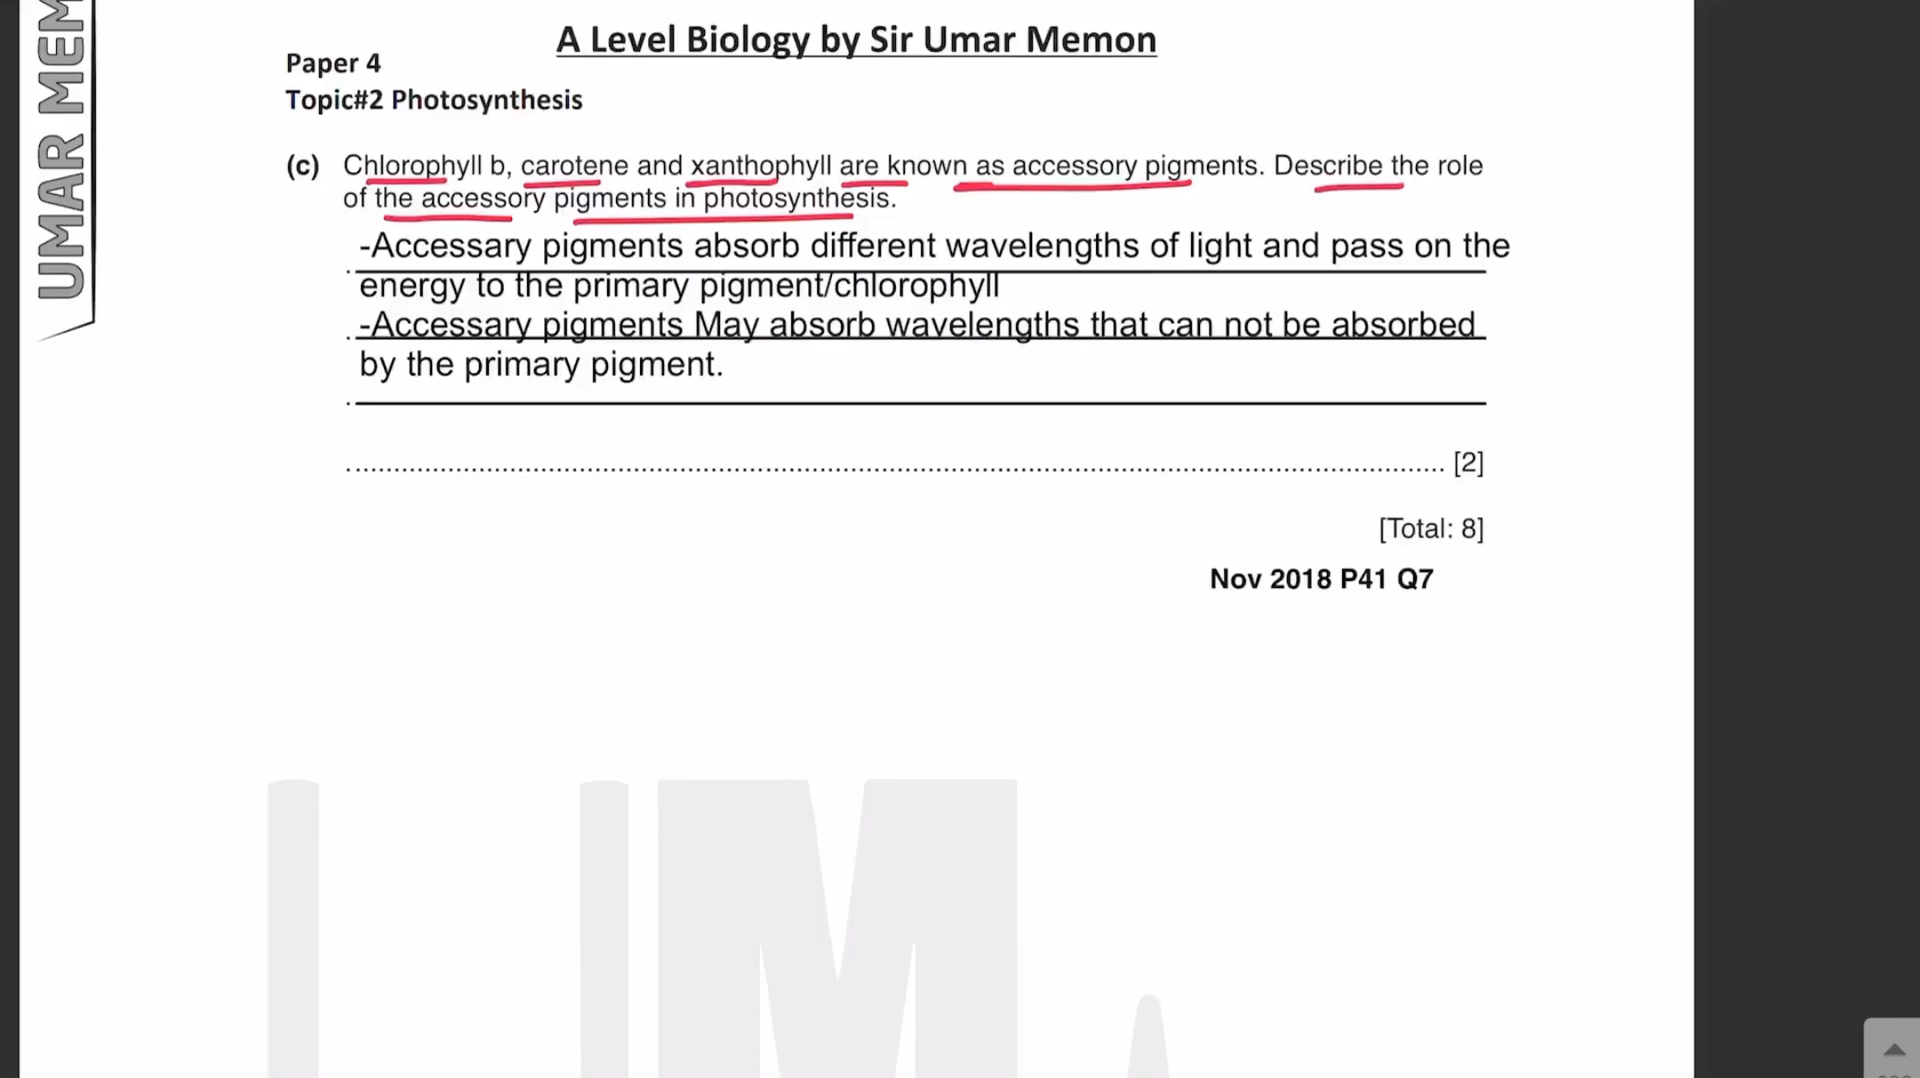 UMAR MEM
A Level Biology by Sir Umar Memon
Paper 4
Topic#2 Photosynthesis
(c) Chlorophyll b, carotene and xanthophyll are known as accessory pigments. Describe the role
of the accessory pigments in photosynthesis.
-Accessary pigments absorb different wavelengths of light and pass on the
energy to the primary pigment/chlorophyll
-Accessary pigments May absorb wavelengths that can not be absorbed
by the primary pigment.
[2]
[Total: 8]
Nov 2018 P41 Q7